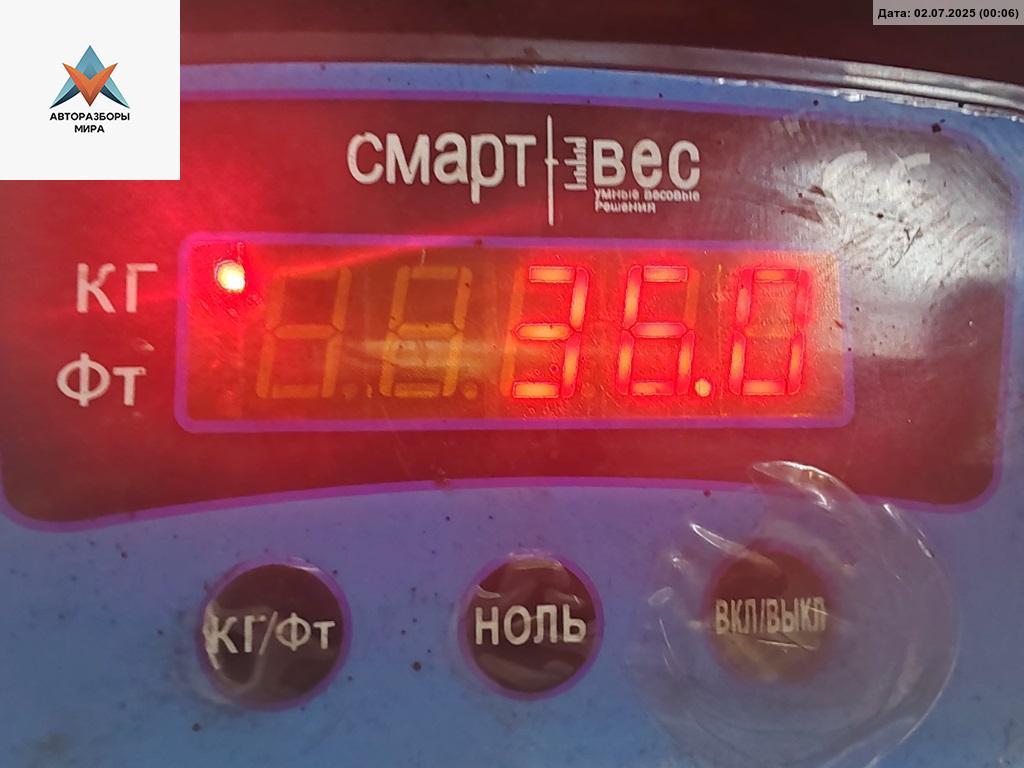 Дата: 02.07.2025 (00:06)
АВТОРАЗБОРЫ
МИРА
смарт вес
умные весовые
решения
КГ
ФТ
36.0
КГ/ФТ
НОЛЬ
ВКЛ/ВЫКЛ